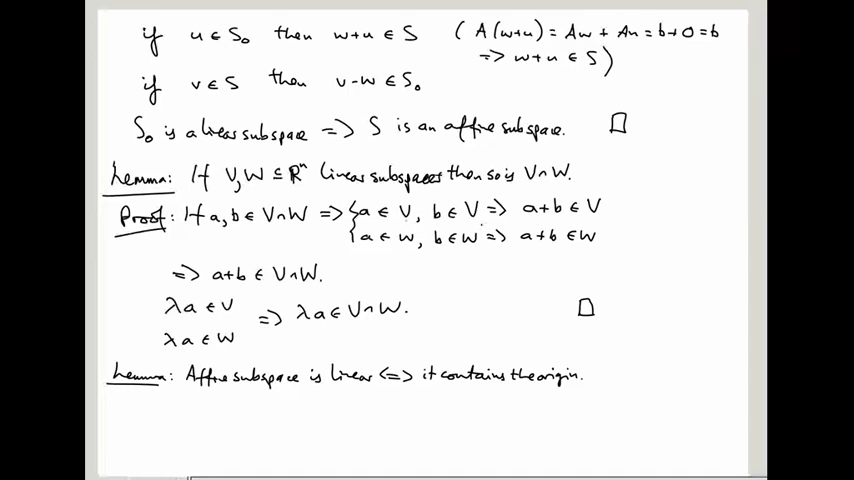 if u ∈ S₀ then w+u ∈ S ( A(w+u) = Aw + Au = b+0 = b
=> w+u ∈ S )
if v ∈ S then v-w ∈ S₀.
S₀ is a linear subspace => S is an affine subspace. □
Lemma: If V, W ⊆ Rⁿ linear subspaces then so is V∩W.
Proof: If a, b ∈ V∩W => { a ∈ V, b ∈ V => a+b ∈ V
{ a ∈ W, b ∈ W => a+b ∈ W
=> a+b ∈ V∩W.
λa ∈ V
=> λa ∈ V∩W. □
λa ∈ W
Lemma: Affine subspace is linear <=> it contains the origin.